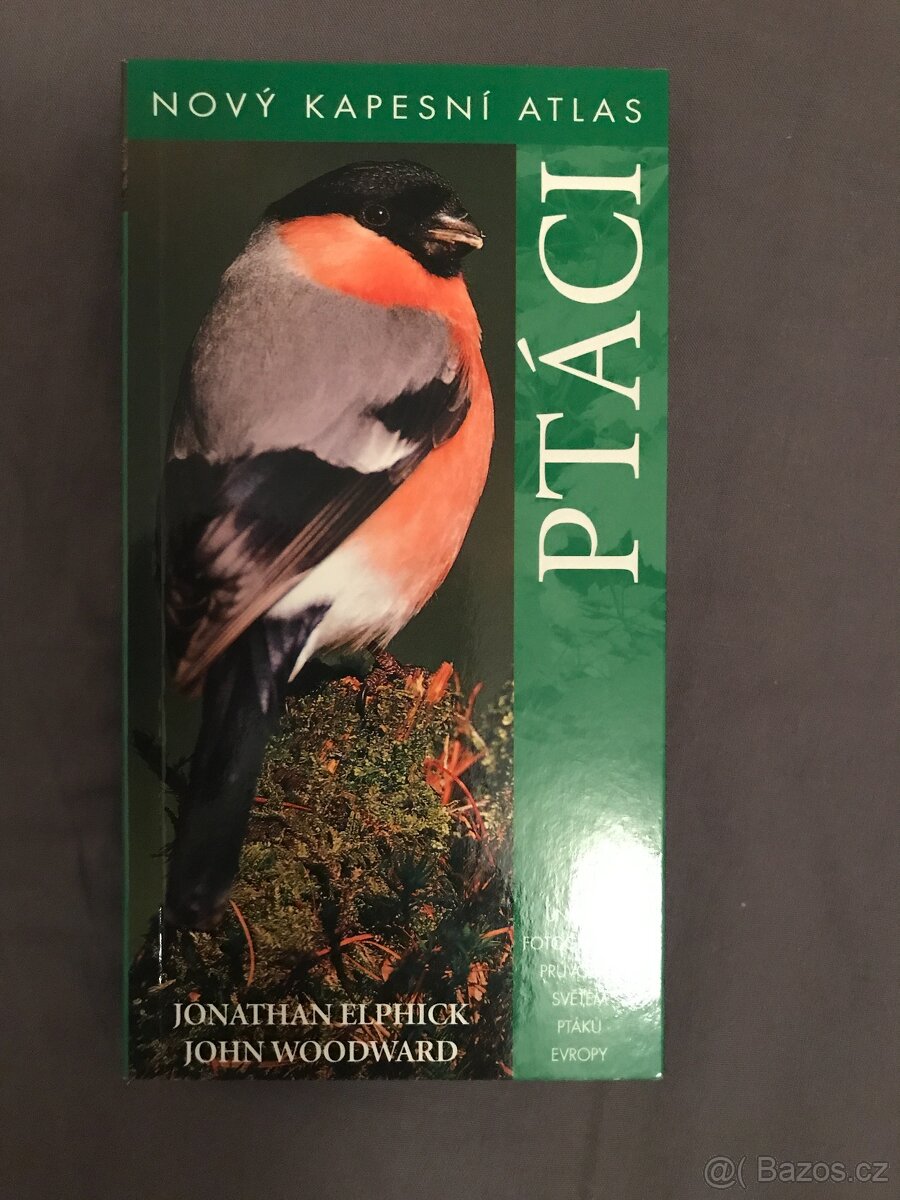 NOVÝ KAPESNÍ ATLAS
PTÁCI
SVĚTEM
PTÁKŮ
EVROPY
JONATHAN ELPHICK
JOHN WOODWARD
@( Bazos.cz